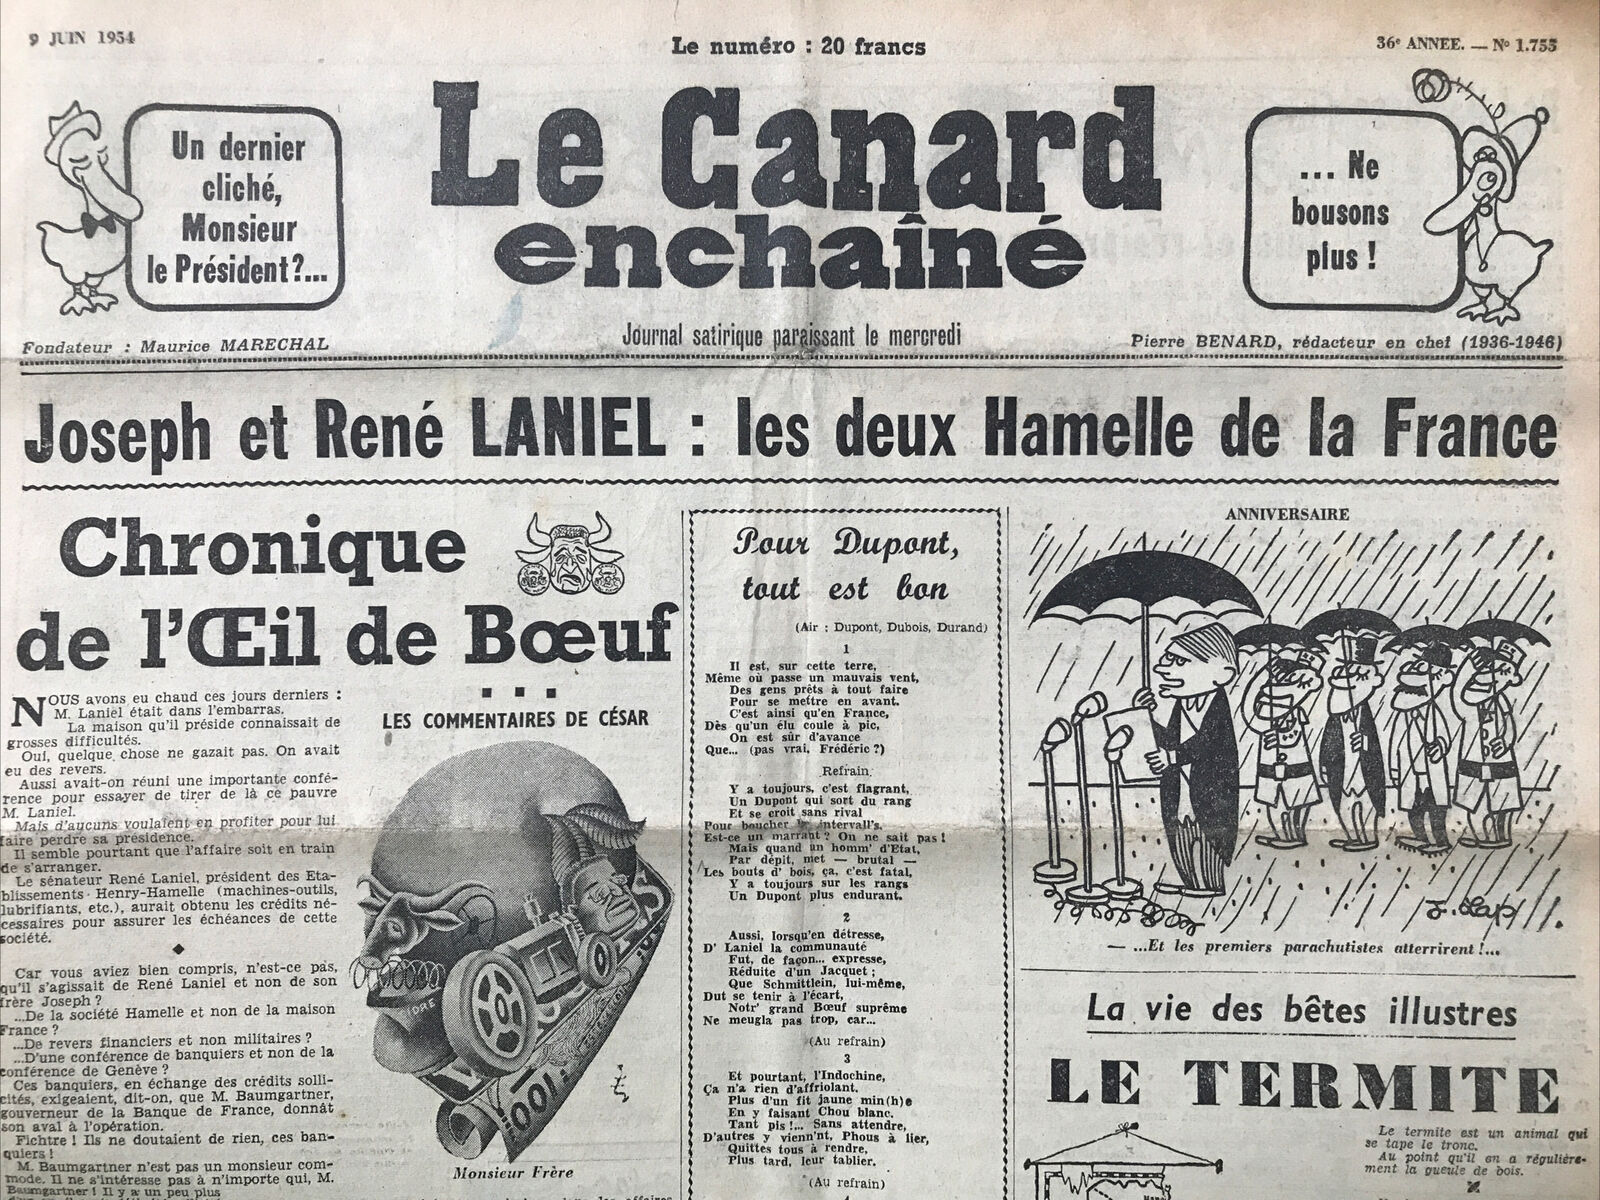 9 JUIN 1954
Le numéro : 20 francs
36e ANNEE. — No 1.755
Un dernier
cliché,
Monsieur
le Président?...
Le Canard
enchaîné
... Ne
bousons
plus !
Fondateur : Maurice MARECHAL
Journal satirique paraissant le mercredi
Pierre BENARD, rédacteur en chef (1936-1946)
Joseph et René LANIEL : les deux Hamelle de la France
Chronique
de l'Œil de Bœuf
NOUS avons eu chaud ces jours derniers :
M. Laniel était dans l'embarras.
La maison qu'il préside connaissait de
grosses difficultés.
Oui, quelque chose ne gazait pas. On avait
eu des revers.
Aussi avait-on réuni une importante confé-
rence pour essayer de tirer de là ce pauvre
M. Laniel.
Mais d'aucuns voulaient en profiter pour lui
faire perdre sa présidence.
Il semble pourtant que l'affaire soit en train
de s'arranger.
Le sénateur René Laniel, président des Eta-
blissements Henry-Hamelle (machines-outils,
lubrifiants, etc.), aurait obtenu les crédits né-
cessaires pour assurer les échéances de cette
société.
Car vous aviez bien compris, n'est-ce pas,
qu'il s'agissait de René Laniel et non de son
frère Joseph ?
...De la société Hamelle et non de la maison
France ?
...De revers financiers et non militaires ?
...D'une conférence de banquiers et non de la
conférence de Genève ?
Ces banquiers, en échange des crédits solli-
cités, exigeaient, dit-on, que M. Baumgartner,
gouverneur de la Banque de France, donnât
son aval à l'opération.
Fichtre ! Ils ne doutaient de rien, ces ban-
quiers !
M. Baumgartner n'est pas un monsieur com-
mode. Il ne s'intéresse pas à n'importe qui, M.
Baumgartner ! Il y a un peu plus
LES COMMENTAIRES DE CÉSAR
100
Monsieur Frère
Pour Dupont,
tout est bon
(Air : Dupont, Dubois, Durand)
1
Il est, sur cette terre,
Même où passe un mauvais vent,
Des gens prêts à tout faire
Pour se mettre en avant.
C'est ainsi qu'en France,
Dès qu'un élu coule à pic,
On est sûr d'avance
Que... (pas vrai, Frédéric ?)
Refrain.
Y a toujours, c'est flagrant,
Un Dupont qui sort du rang
Et se croit sans rival
Pour boucher les intervall's.
Est-ce un marrant ? On ne sait pas !
Mais quand un homm' d'Etat,
Par dépit, met — brutal —
Les bouts d' bois, ça, c'est fatal,
Y a toujours sur les rangs
Un Dupont plus endurant.
2
Aussi, lorsqu'en détresse,
D' Laniel la communauté
Fut, de façon... expresse,
Réduite d'un Jacquet ;
Que Schmittlein, lui-même,
Dut se tenir à l'écart,
Notr' grand Bœuf suprême
Ne meugla pas trop, car...
(Au refrain)
3
Et pourtant, l'Indochine,
Ça n'a rien d'affriolant.
Plus d'un fit jaune min(h)e
En y faisant Chou blanc.
Tant pis !... Sans attendre,
D'autres y vienn'nt, Phous à lier,
Quittes tous à rendre,
Plus tard, leur tablier.
(Au refrain)
ANNIVERSAIRE
— ...Et les premiers parachutistes atterrirent !...
La vie des bêtes illustres
LE TERMITE
Le termite est un animal qui
se tape le tronc.
Au point qu'il en a régulière-
ment la gueule de bois.